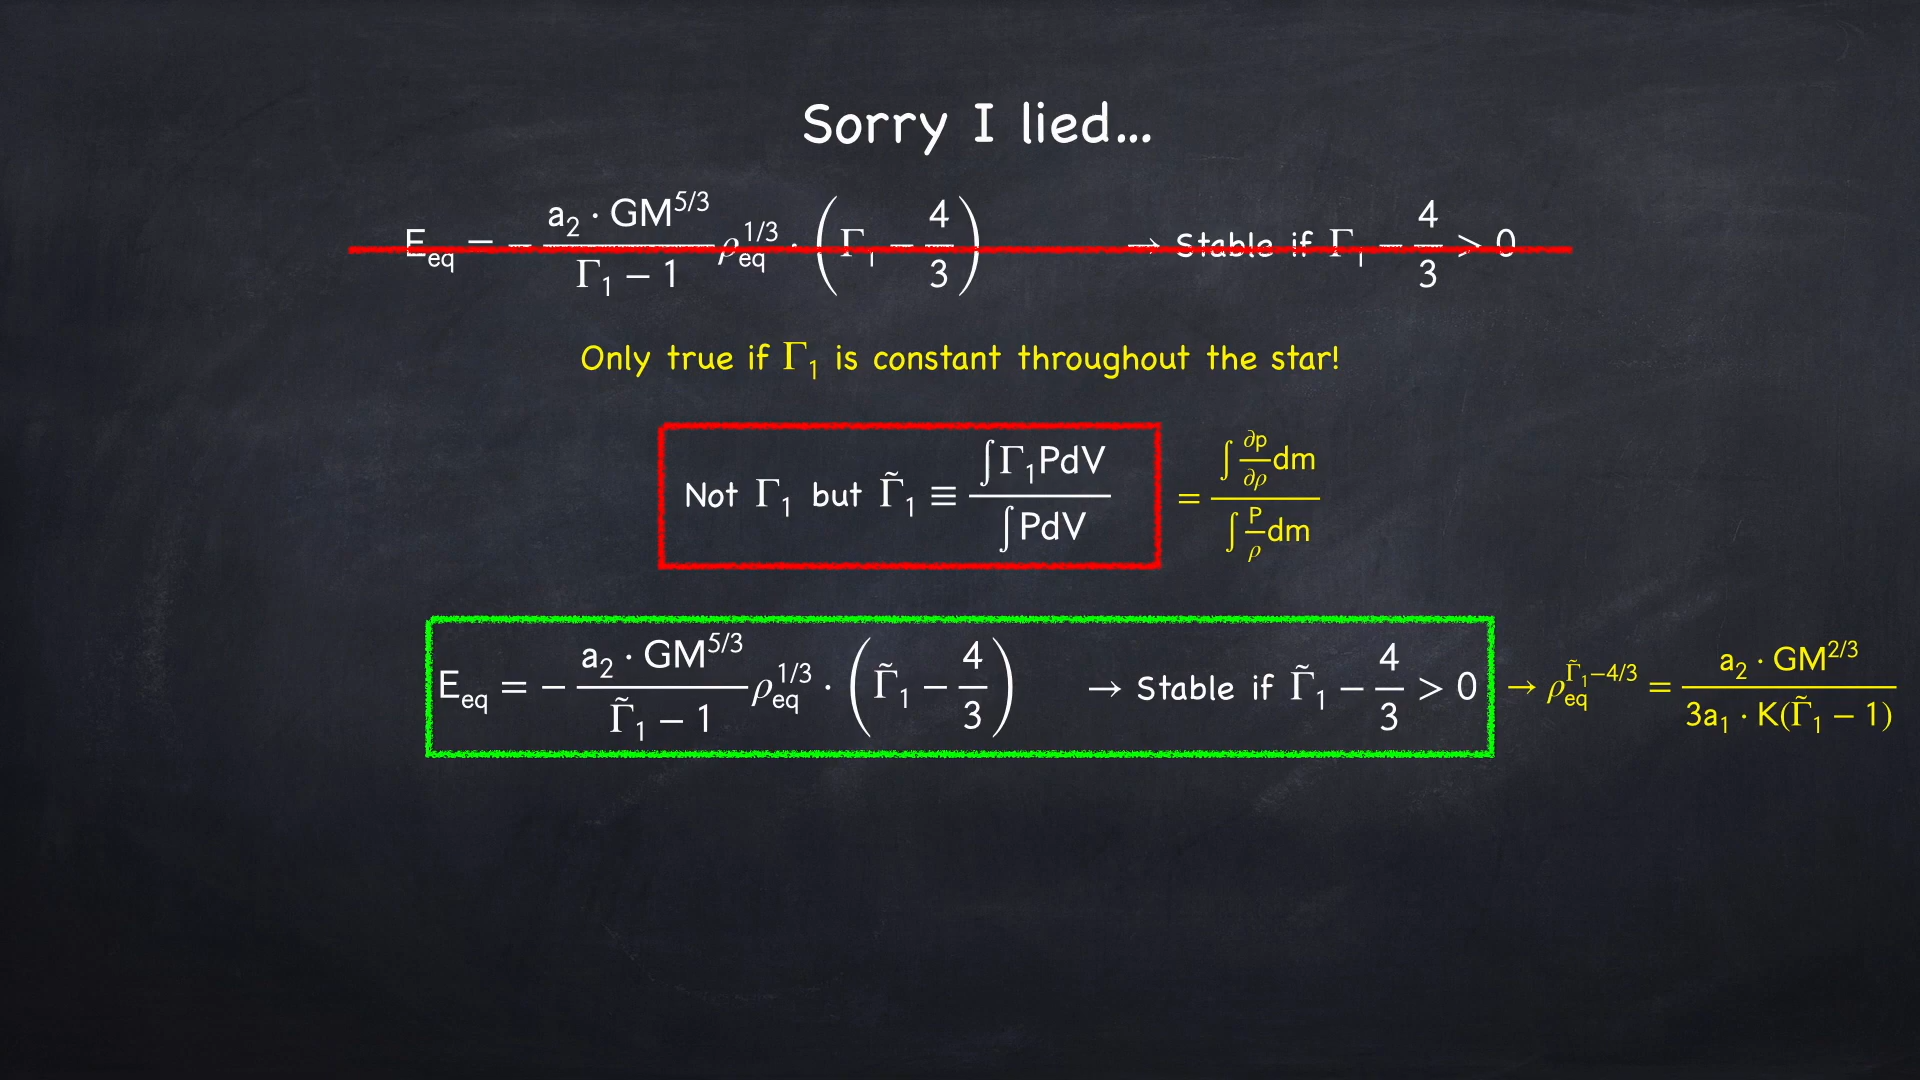 Sorry I lied...
E_eq = − (a₂ · GM^{5/3})/(Γ₁ − 1) ρ_eq^{1/3} · (Γ₁ − 4/3) → Stable if Γ₁ − 4/3 > 0
Only true if Γ₁ is constant throughout the star!
Not Γ₁ but Γ̃₁ ≡ ∫Γ₁PdV / ∫PdV = ∫(∂p/∂ρ)dm / ∫(P/ρ)dm
E_eq = − (a₂ · GM^{5/3})/(Γ̃₁ − 1) ρ_eq^{1/3} · (Γ̃₁ − 4/3) → Stable if Γ̃₁ − 4/3 > 0 → ρ_eq^{Γ̃₁−4/3} = (a₂ · GM^{2/3})/(3a₁ · K(Γ̃₁ − 1))